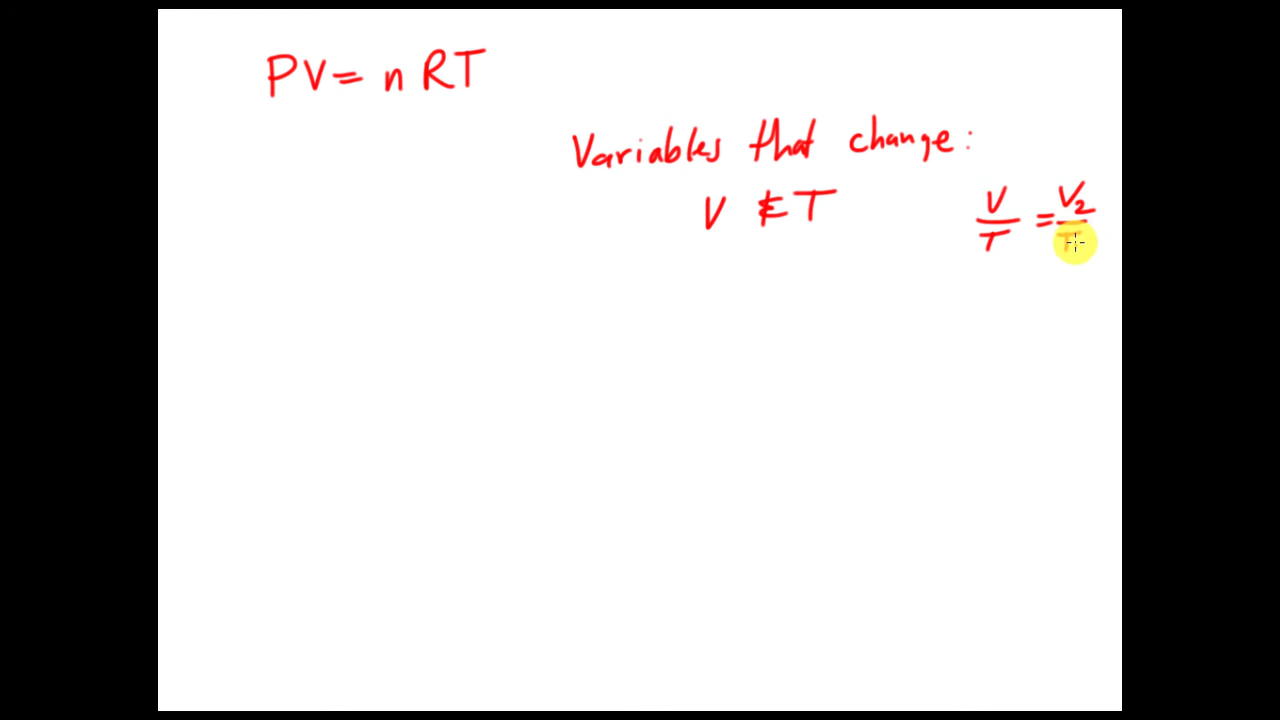 PV = nRT
Variables that change:
V & T
V/T = V2/T